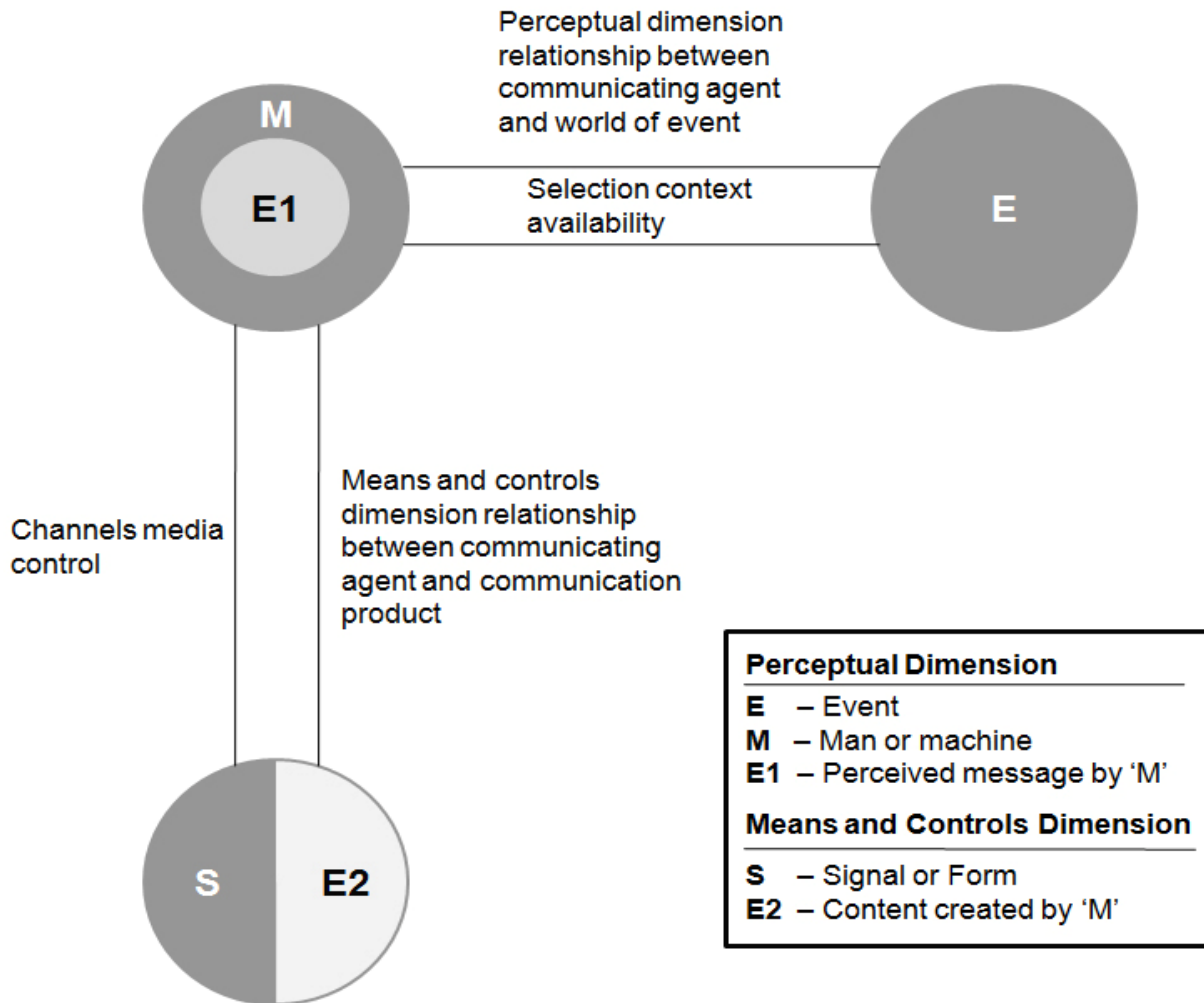 Perceptual dimension
relationship between
communicating agent
and world of event
M
E1
Selection context
availability
E
Channels media
control
Means and controls
dimension relationship
between communicating
agent and communication
product
S
E2
Perceptual Dimension
E – Event
M – Man or machine
E1 – Perceived message by ‘M’
Means and Controls Dimension
S – Signal or Form
E2 – Content created by ‘M’